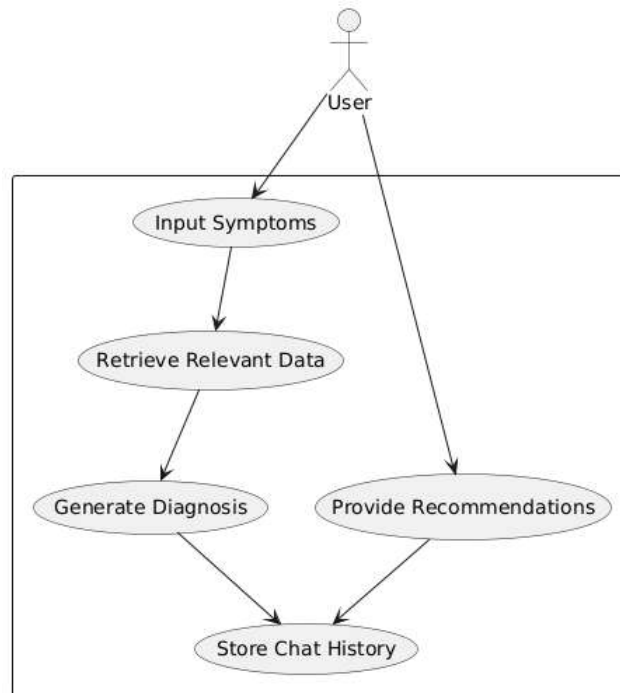 User
Input Symptoms
Retrieve Relevant Data
Generate Diagnosis
Provide Recommendations
Store Chat History